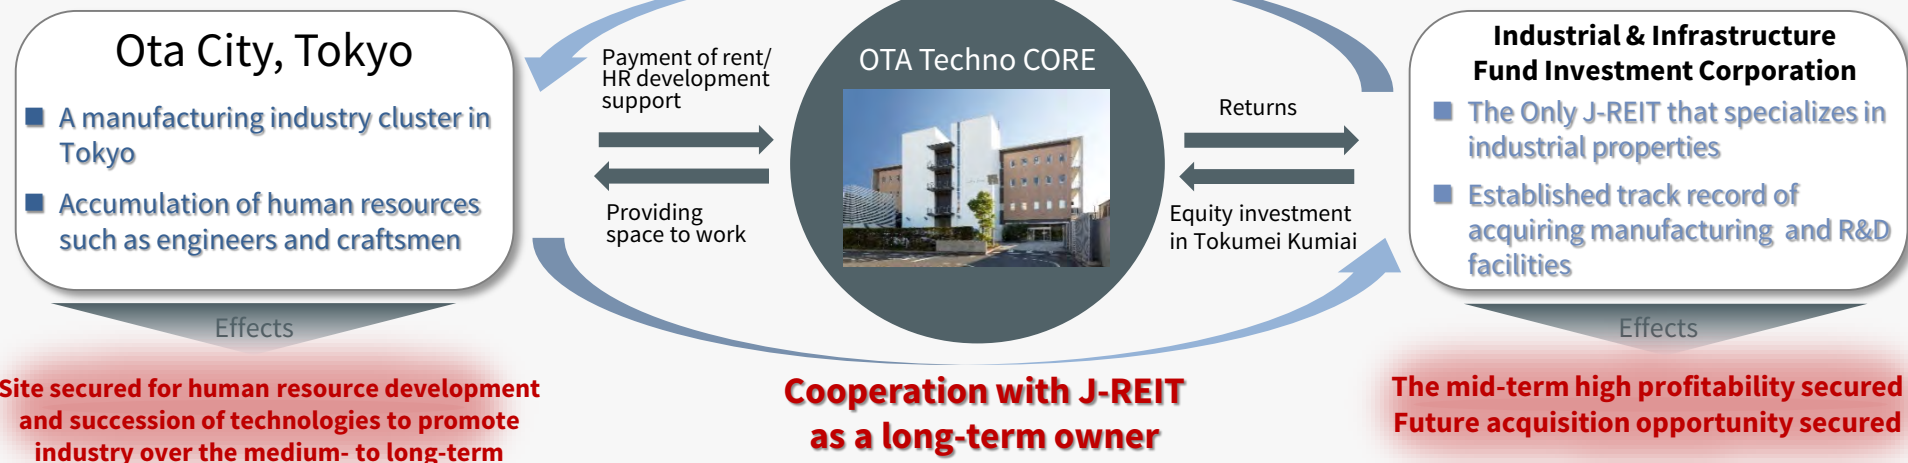 Ota City, Tokyo
■ A manufacturing industry cluster in
Tokyo
■ Accumulation of human resources
such as engineers and craftsmen
Effects
Site secured for human resource development
and succession of technologies to promote
industry over the medium- to long-term
Payment of rent/
HR development
support
Providing
space to work
OTA Techno CORE
Cooperation with J-REIT
as a long-term owner
Returns
Equity investment
in Tokumei Kumiai
Industrial & Infrastructure
Fund Investment Corporation
■ The Only J-REIT that specializes in
industrial properties
■ Established track record of
acquiring manufacturing and R&D
facilities
Effects
The mid-term high profitability secured
Future acquisition opportunity secured